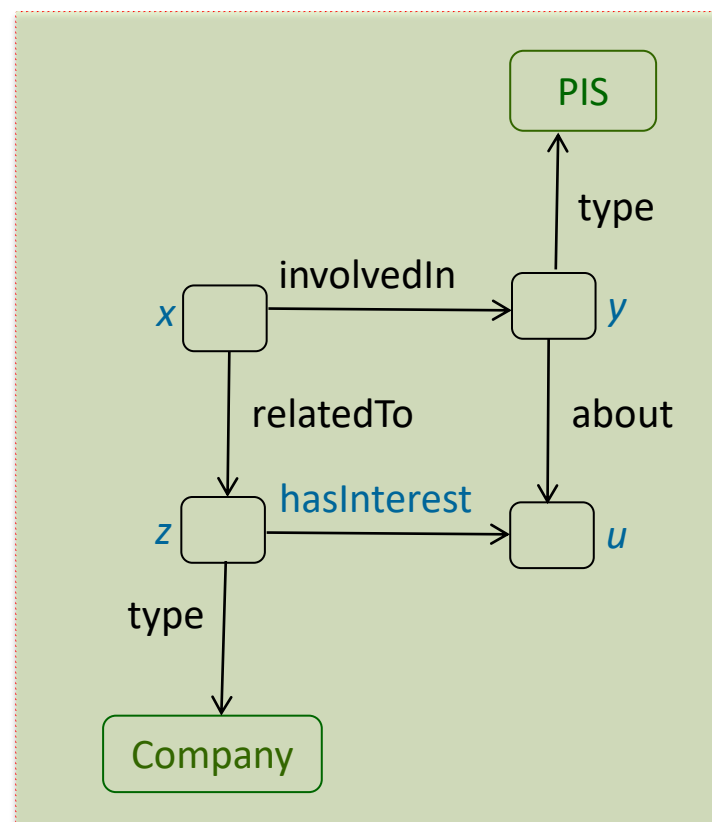 PIS
type
involvedIn
x
y
relatedTo
about
hasInterest
z
u
type
Company